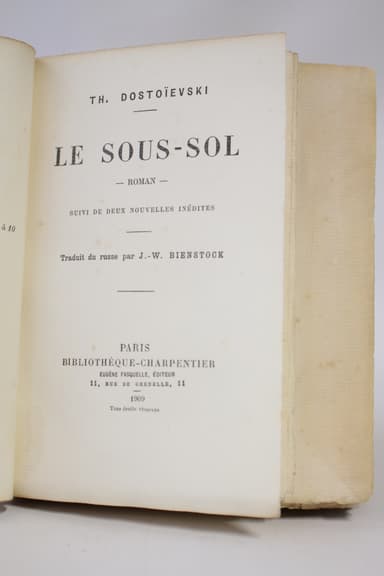 à 10
TH. DOSTOÏEVSKI
LE SOUS-SOL
— ROMAN —
SUIVI DE DEUX NOUVELLES INÉDITES
Traduit du russe par J.-W. BIENSTOCK
PARIS
BIBLIOTHÈQUE-CHARPENTIER
EUGÈNE FASQUELLE, ÉDITEUR
11, RUE DE GRENELLE, 11
1909
Tous droits réservés